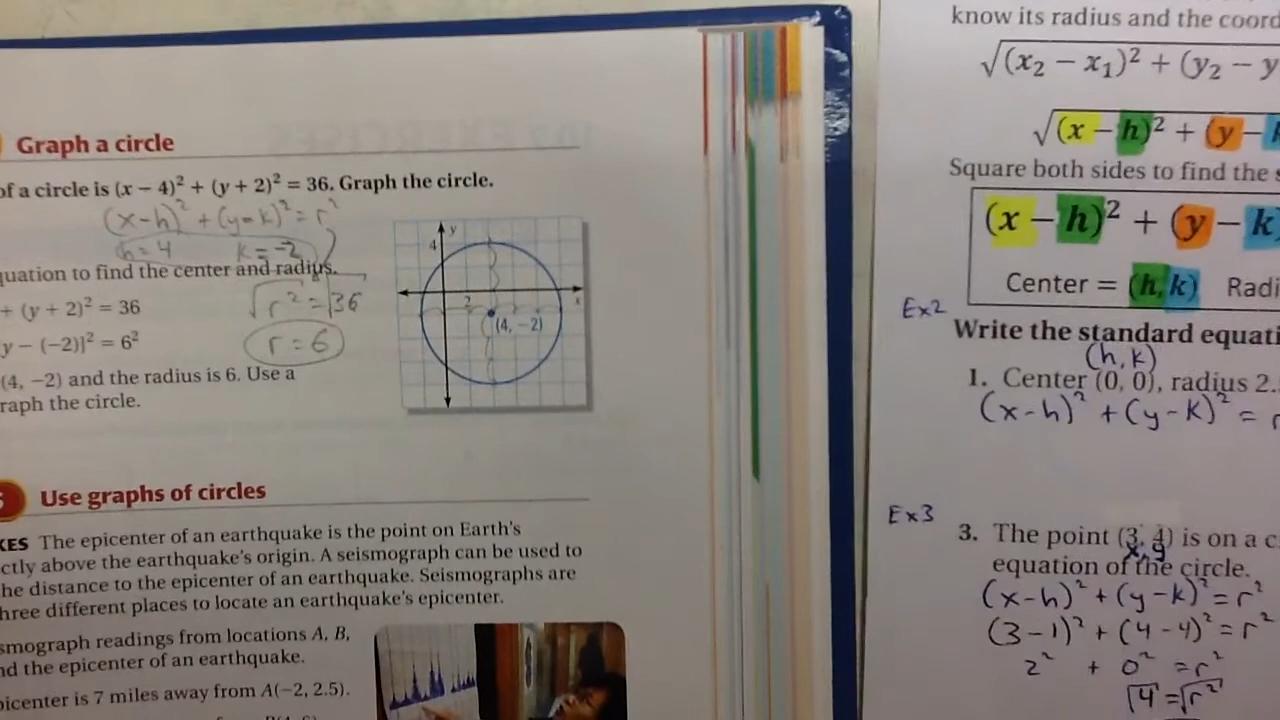 Graph a circle
of a circle is (x − 4)² + (y + 2)² = 36. Graph the circle.
(x-h)² + (y-k)² = r²
h = 4 k = -2
quation to find the center and radius.
+ (y + 2)² = 36
√r² = √36
y − (−2)]² = 6²
r = 6
(4, −2) and the radius is 6. Use a
raph the circle.
y
4
2
x
(4, −2)
Use graphs of circles
KES The epicenter of an earthquake is the point on Earth's
ctly above the earthquake's origin. A seismograph can be used to
he distance to the epicenter of an earthquake. Seismographs are
hree different places to locate an earthquake's epicenter.
smograph readings from locations A, B,
nd the epicenter of an earthquake.
picenter is 7 miles away from A(−2, 2.5).
know its radius and the coord
√(x₂ − x₁)² + (y₂ − y
√(x − h)² + (y −
Square both sides to find the s
(x − h)² + (y − k)
Center = (h, k) Radi
Ex2
Write the standard equati
(h, k)
1. Center (0, 0), radius 2.
(x-h)² + (y-k)² = r
Ex3
3. The point (3, 4) is on a c
x, y
equation of the circle.
(x-h)² + (y-k)² = r²
(3-1)² + (4-4)² = r²
2² + 0² = r²
√4 = √r²